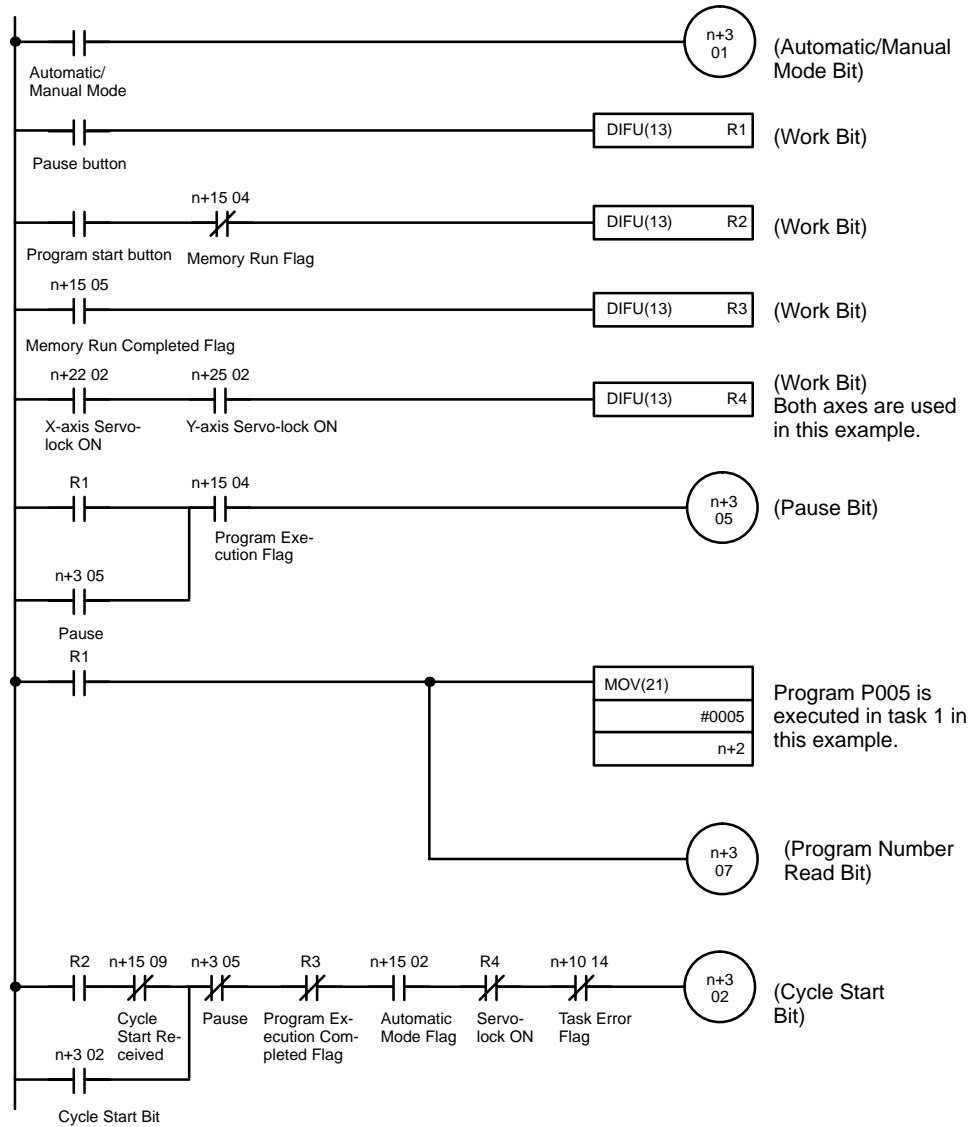 n+3
01
(Automatic/Manual
Mode Bit)
Automatic/
Manual Mode
DIFU(13) R1
(Work Bit)
Pause button
n+15 04
DIFU(13) R2
(Work Bit)
Program start button
Memory Run Flag
n+15 05
DIFU(13) R3
(Work Bit)
Memory Run Completed Flag
n+22 02
n+25 02
DIFU(13) R4
(Work Bit)
Both axes are used
in this example.
X-axis Servo-
lock ON
Y-axis Servo-lock ON
R1
n+15 04
n+3
05
(Pause Bit)
Program Exe-
cution Flag
n+3 05
Pause
R1
MOV(21)
#0005
n+2
Program P005 is
executed in task 1 in
this example.
n+3
07
(Program Number
Read Bit)
R2 n+15 09 n+3 05 R3 n+15 02 R4 n+10 14
n+3
02
(Cycle Start
Bit)
Cycle
Start Re-
ceived
Pause
Program Ex-
ecution Com-
pleted Flag
Automatic
Mode Flag
Servo-
lock ON
Task Error
Flag
n+3 02
Cycle Start Bit